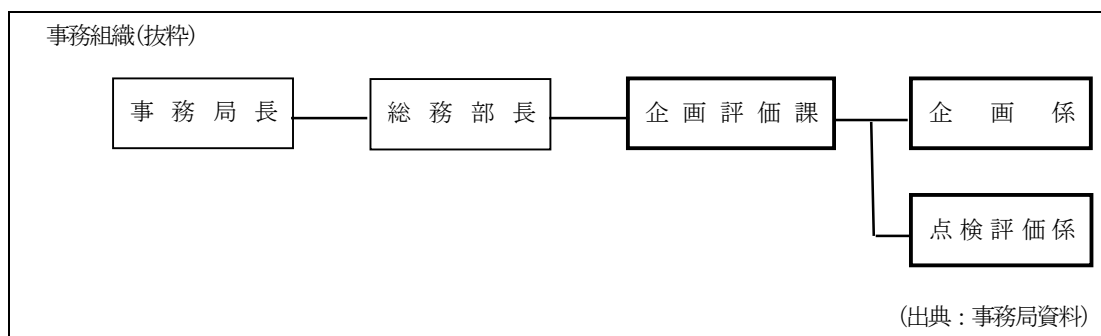 事務組織(抜粋)
事務局長
総務部長
企画評価課
企画係
点検評価係
(出典：事務局資料)